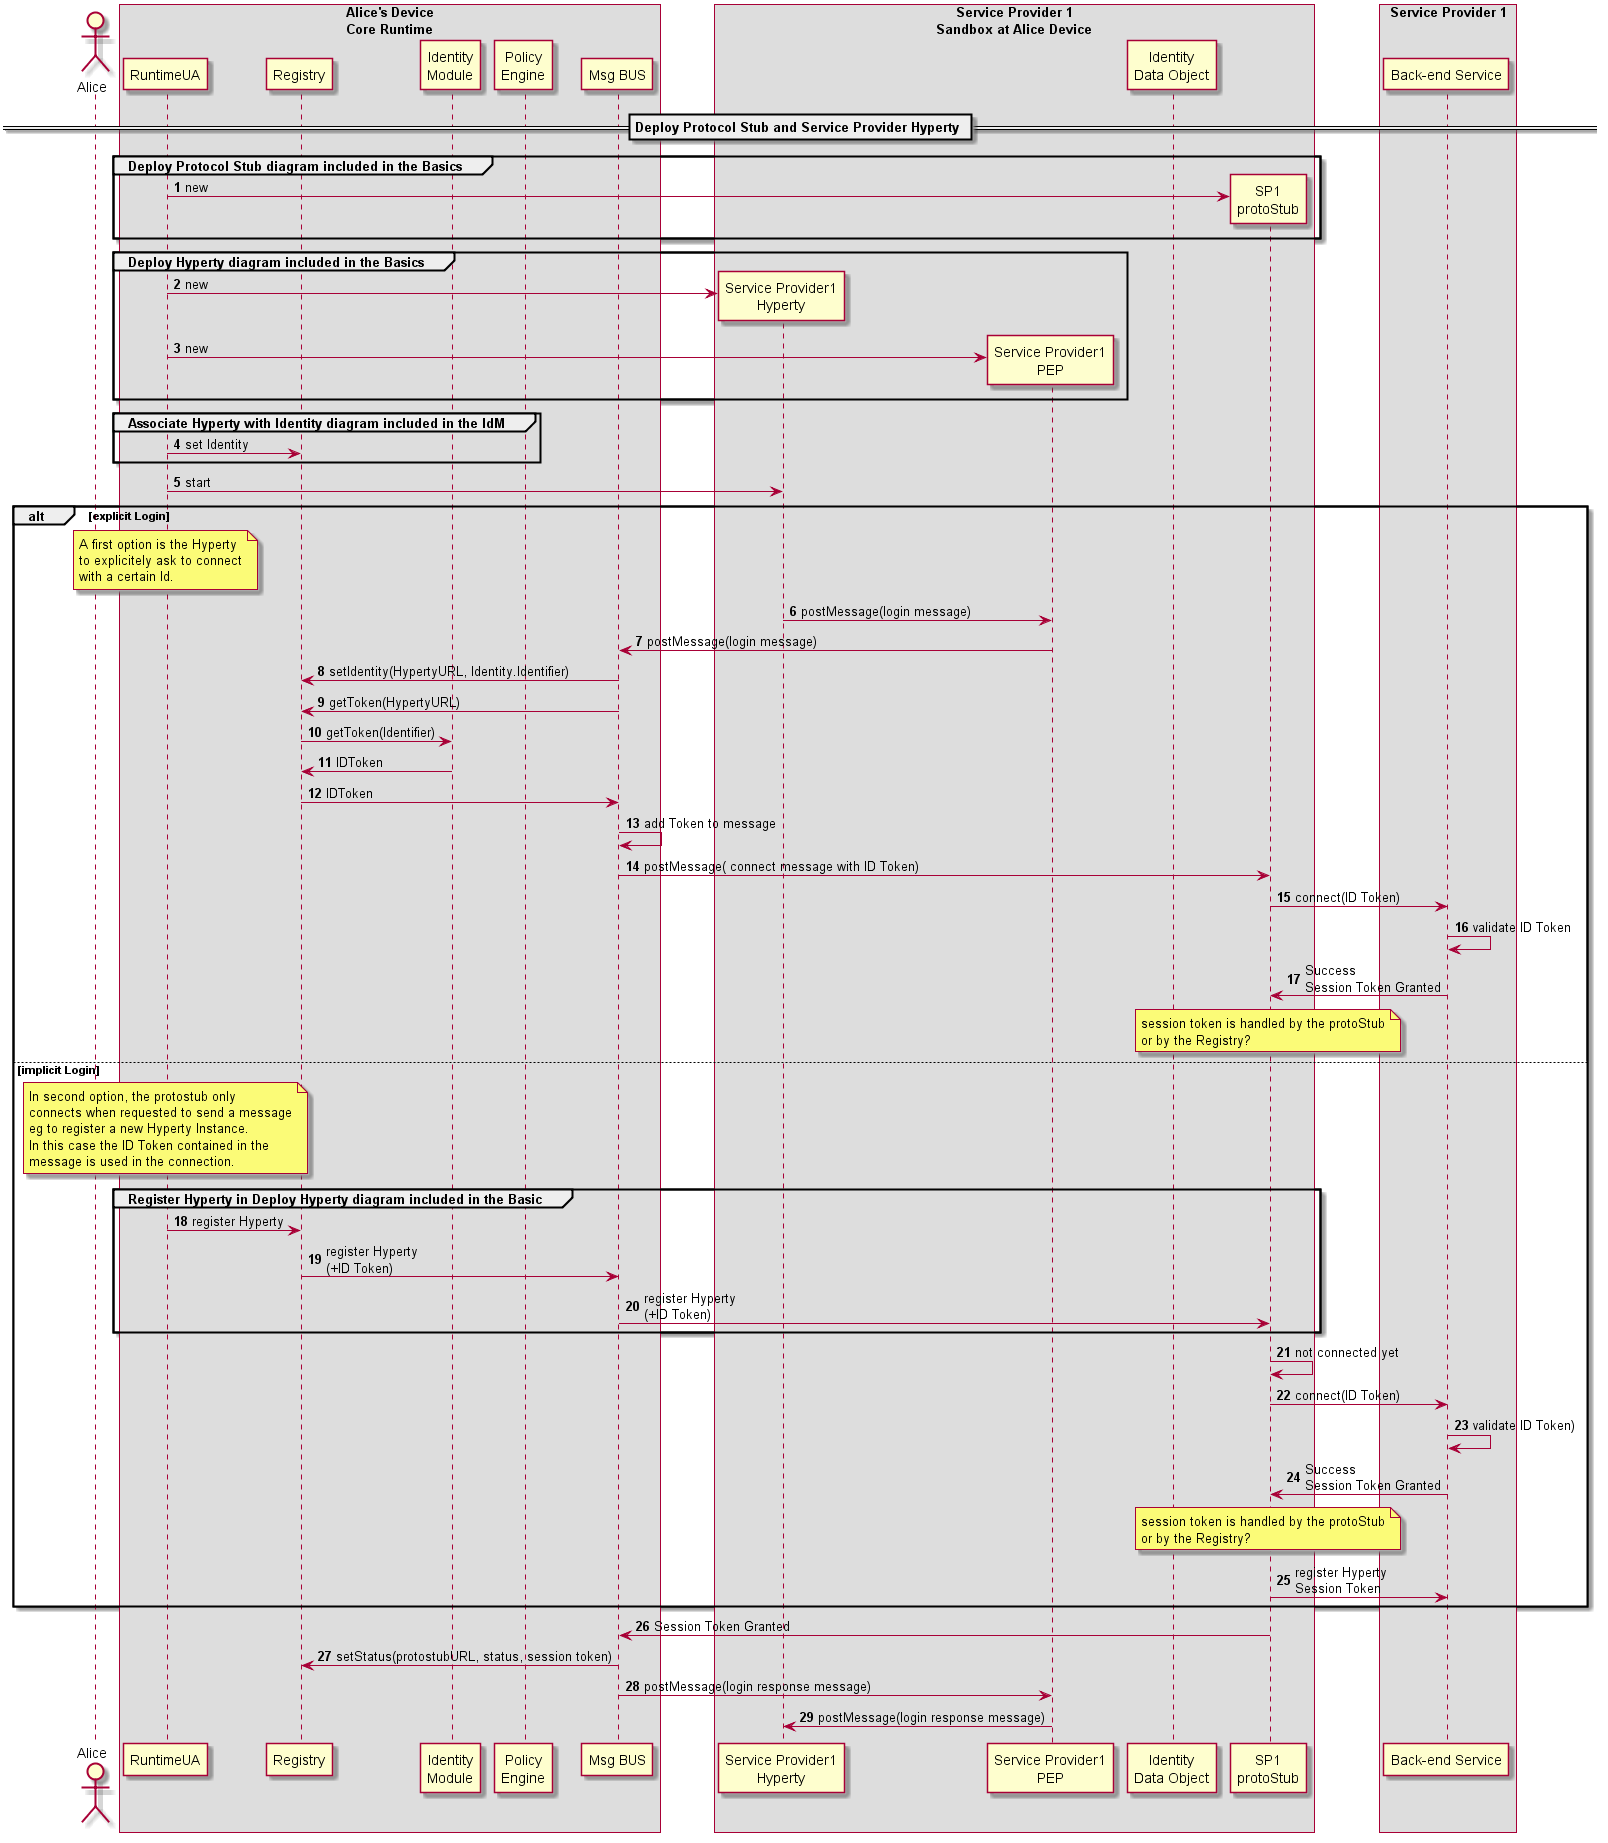 Alice's Device
Core Runtime
Service Provider 1
Sandbox at Alice Device
Service Provider 1
Alice
RuntimeUA
Registry
Identity
Module
Policy
Engine
Msg BUS
Identity
Data Object
Back-end Service
Deploy Protocol Stub and Service Provider Hyperty
Deploy Protocol Stub diagram included in the Basics
1 new
SP1
protoStub
Deploy Hyperty diagram included in the Basics
2 new
Service Provider1
Hyperty
3 new
Service Provider1
PEP
Associate Hyperty with Identity diagram included in the IdM
4 set Identity
5 start
alt [explicit Login]
A first option is the Hyperty
to explicitely ask to connect
with a certain Id.
6 postMessage(login message)
7 postMessage(login message)
8 setIdentity(HypertyURL, Identity.Identifier)
9 getToken(HypertyURL)
10 getToken(Identifier)
11 IDToken
12 IDToken
13 add Token to message
14 postMessage( connect message with ID Token)
15 connect(ID Token)
16 validate ID Token
17 Success
Session Token Granted
session token is handled by the protoStub
or by the Registry?
[implicit Login]
In second option, the protostub only
connects when requested to send a message
eg to register a new Hyperty Instance.
In this case the ID Token contained in the
message is used in the connection.
Register Hyperty in Deploy Hyperty diagram included in the Basic
18 register Hyperty
19 register Hyperty
(+ID Token)
20 register Hyperty
(+ID Token)
21 not connected yet
22 connect(ID Token)
23 validate ID Token)
24 Success
Session Token Granted
session token is handled by the protoStub
or by the Registry?
25 register Hyperty
Session Token
26 Session Token Granted
27 setStatus(protostubURL, status, session token)
28 postMessage(login response message)
29 postMessage(login response message)
Alice
RuntimeUA
Registry
Identity
Module
Policy
Engine
Msg BUS
Service Provider1
Hyperty
Service Provider1
PEP
Identity
Data Object
SP1
protoStub
Back-end Service